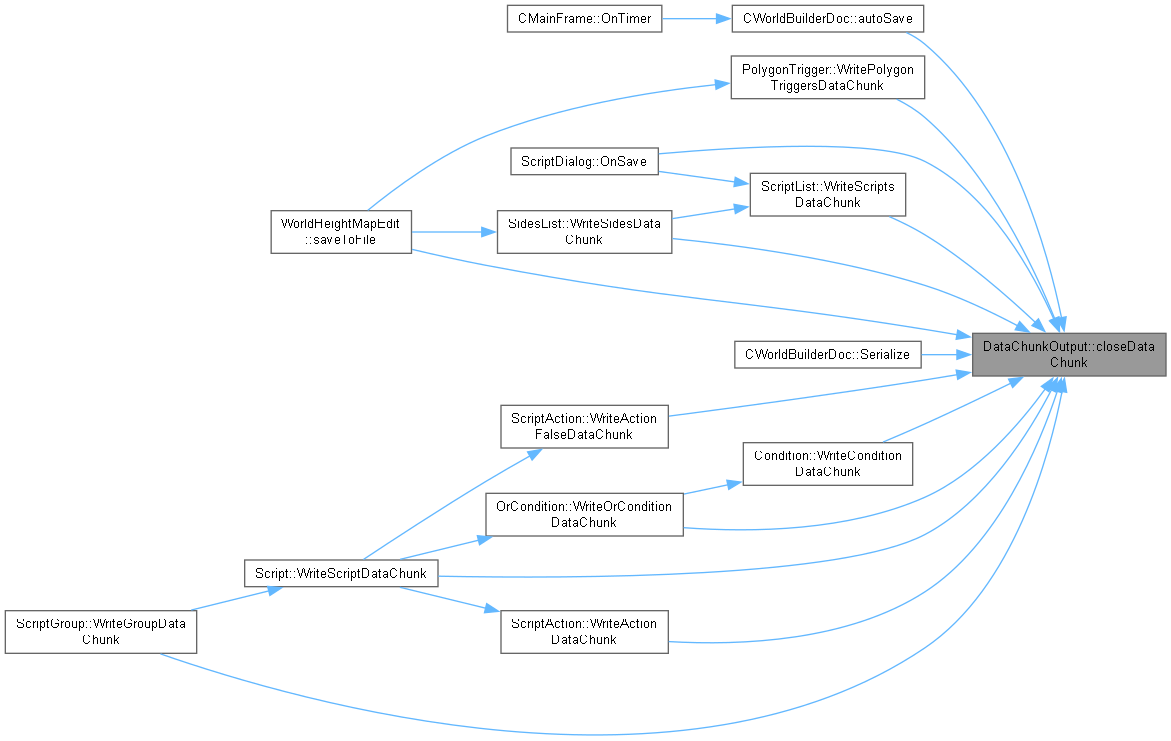 CMainFrame::OnTimer
CWorldBuilderDoc::autoSave
PolygonTrigger::WritePolygon
TriggersDataChunk
ScriptDialog::OnSave
ScriptList::WriteScripts
DataChunk
WorldHeightMapEdit
::saveToFile
SidesList::WriteSidesData
Chunk
DataChunkOutput::closeData
Chunk
CWorldBuilderDoc::Serialize
ScriptAction::WriteAction
FalseDataChunk
Condition::WriteCondition
DataChunk
OrCondition::WriteOrCondition
DataChunk
Script::WriteScriptDataChunk
ScriptGroup::WriteGroupData
Chunk
ScriptAction::WriteAction
DataChunk